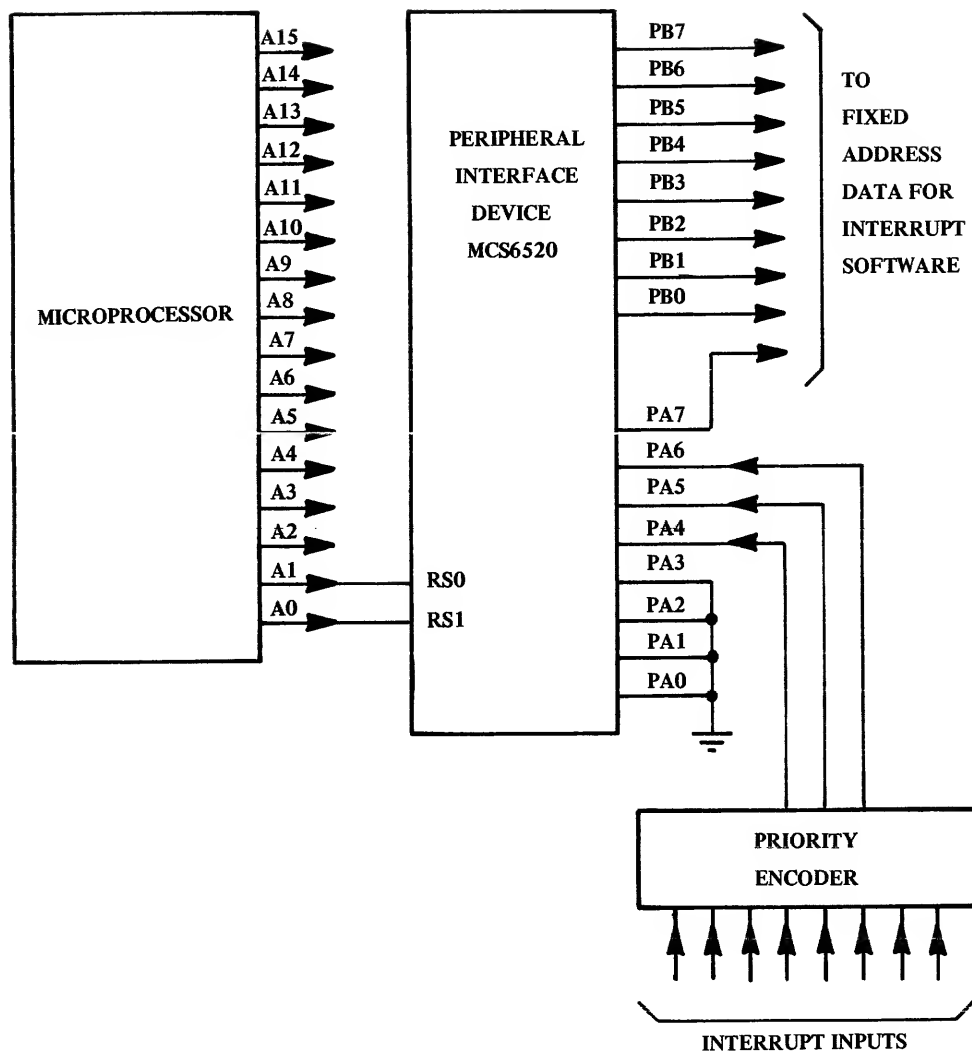 A15
A14
A13
A12
A11
A10
A9
A8
A7
A6
A5
A4
A3
A2
A1
A0
MICROPROCESSOR
PERIPHERAL
INTERFACE
DEVICE
MCS6520
RS0
RS1
PB7
PB6
PB5
PB4
PB3
PB2
PB1
PB0
PA7
PA6
PA5
PA4
PA3
PA2
PA1
PA0
TO
FIXED
ADDRESS
DATA FOR
INTERRUPT
SOFTWARE
PRIORITY
ENCODER
INTERRUPT INPUTS